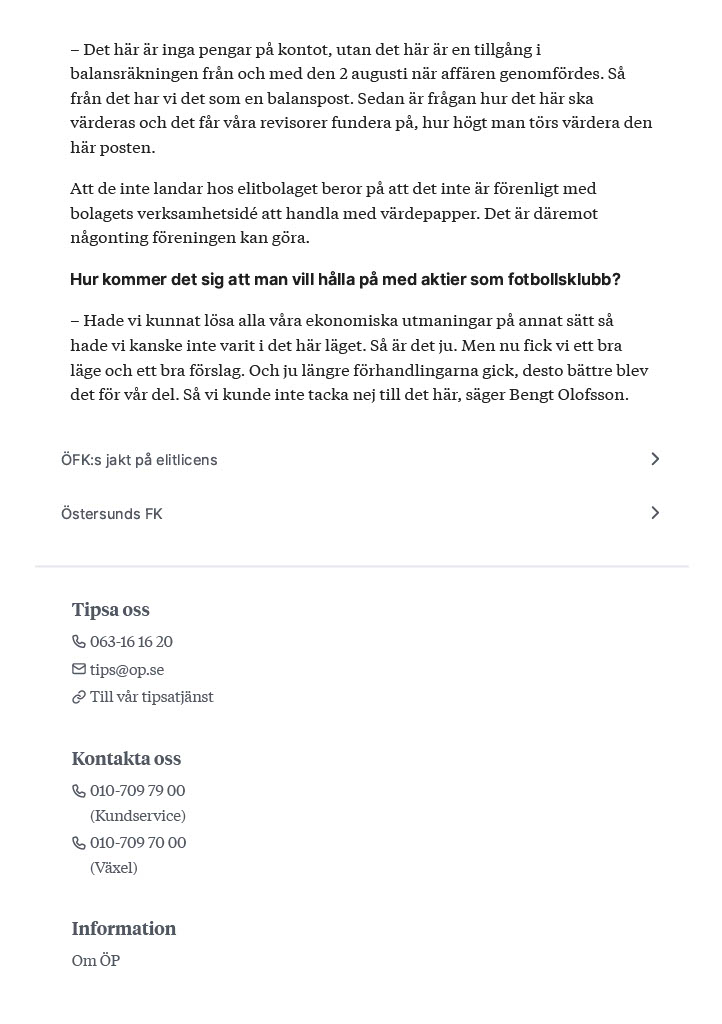 – Det här är inga pengar på kontot, utan det här är en tillgång i
balansräkningen från och med den 2 augusti när affären genomfördes. Så
från det har vi det som en balanspost. Sedan är frågan hur det här ska
värderas och det får våra revisorer fundera på, hur högt man törs värdera den
här posten.
Att de inte landar hos elitbolaget beror på att det inte är förenligt med
bolagets verksamhetsidé att handla med värdepapper. Det är däremot
någonting föreningen kan göra.
Hur kommer det sig att man vill hålla på med aktier som fotbollsklubb?
– Hade vi kunnat lösa alla våra ekonomiska utmaningar på annat sätt så
hade vi kanske inte varit i det här läget. Så är det ju. Men nu fick vi ett bra
läge och ett bra förslag. Och ju längre förhandlingarna gick, desto bättre blev
det för vår del. Så vi kunde inte tacka nej till det här, säger Bengt Olofsson.
ÖFK:s jakt på elitlicens
Östersunds FK
Tipsa oss
063-16 16 20
tips@op.se
Till vår tipsatjänst
Kontakta oss
010-709 79 00
(Kundservice)
010-709 70 00
(Växel)
Information
Om ÖP